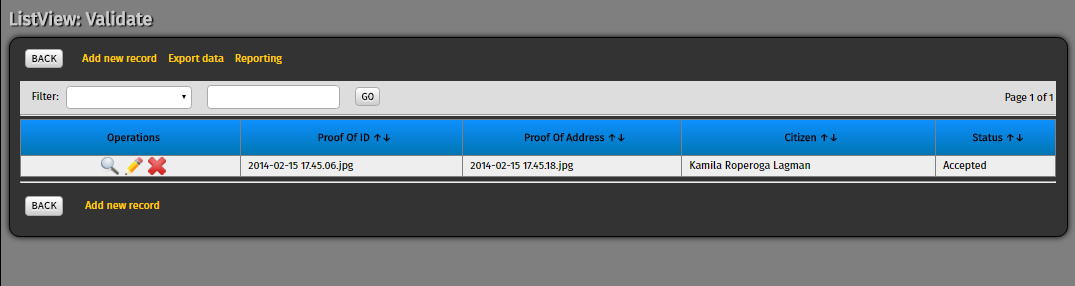 ListView: Validate
BACK Add new record Export data Reporting
Filter: GO Page 1 of 1
Operations Proof Of ID ↑↓ Proof Of Address ↑↓ Citizen ↑↓ Status ↑↓
2014-02-15 17.45.06.jpg 2014-02-15 17.45.18.jpg Kamila Roperoga Lagman Accepted
BACK Add new record